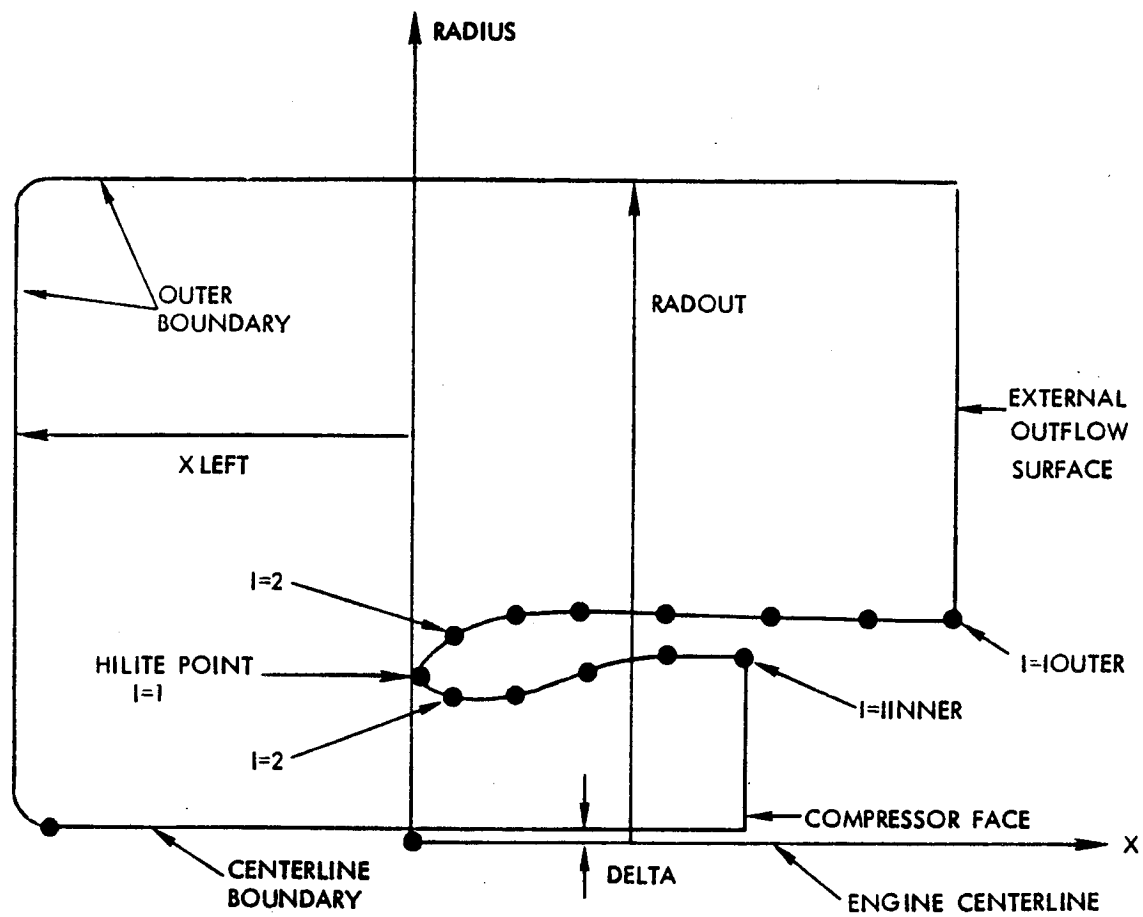 RADIUS
OUTER
BOUNDARY
RADOUT
EXTERNAL
OUTFLOW
SURFACE
X LEFT
I=2
HILITE POINT
I=1
I=IOUTER
I=IINNER
I=2
COMPRESSOR FACE
X
CENTERLINE
BOUNDARY
DELTA
ENGINE CENTERLINE